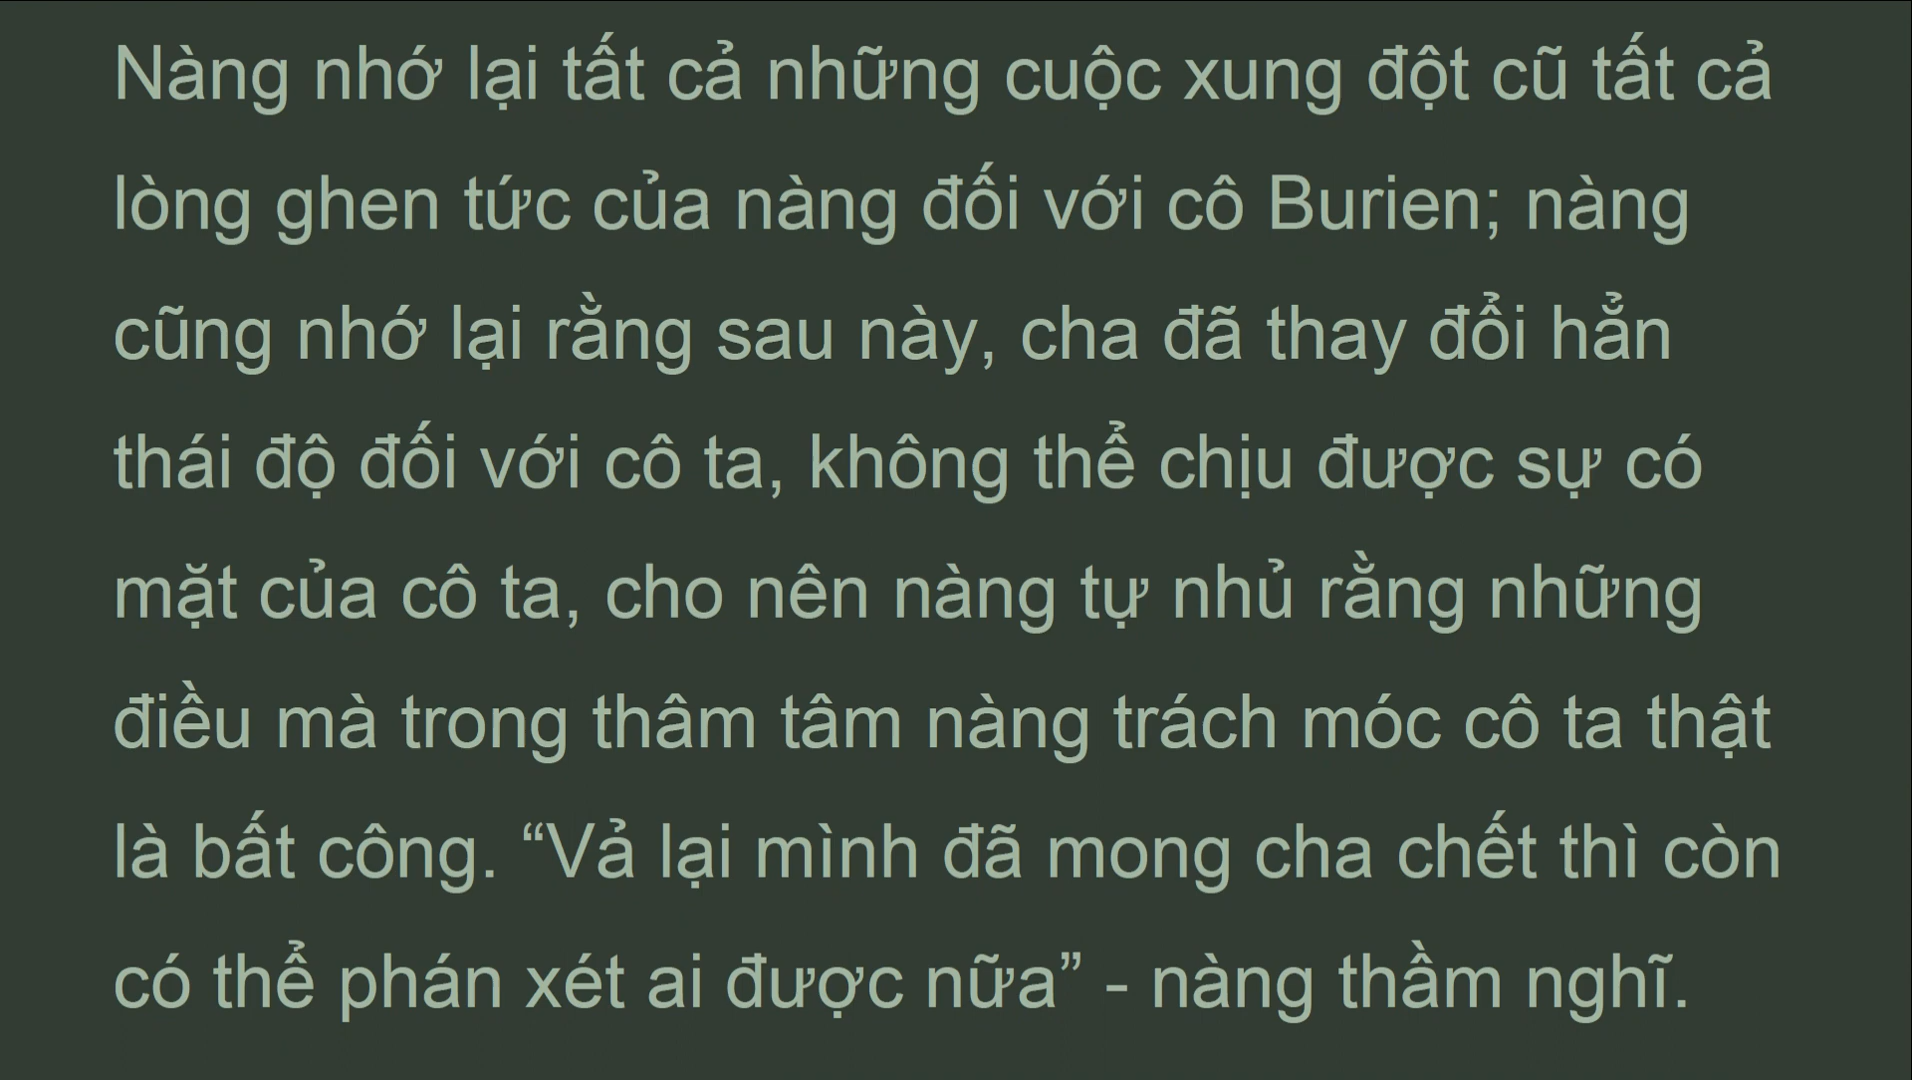 Nàng nhớ lại tất cả những cuộc xung đột cũ tất cả
lòng ghen tức của nàng đối với cô Burien; nàng
cũng nhớ lại rằng sau này, cha đã thay đổi hẳn
thái độ đối với cô ta, không thể chịu được sự có
mặt của cô ta, cho nên nàng tự nhủ rằng những
điều mà trong thâm tâm nàng trách móc cô ta thật
là bất công. “Vả lại mình đã mong cha chết thì còn
có thể phán xét ai được nữa” - nàng thầm nghĩ.